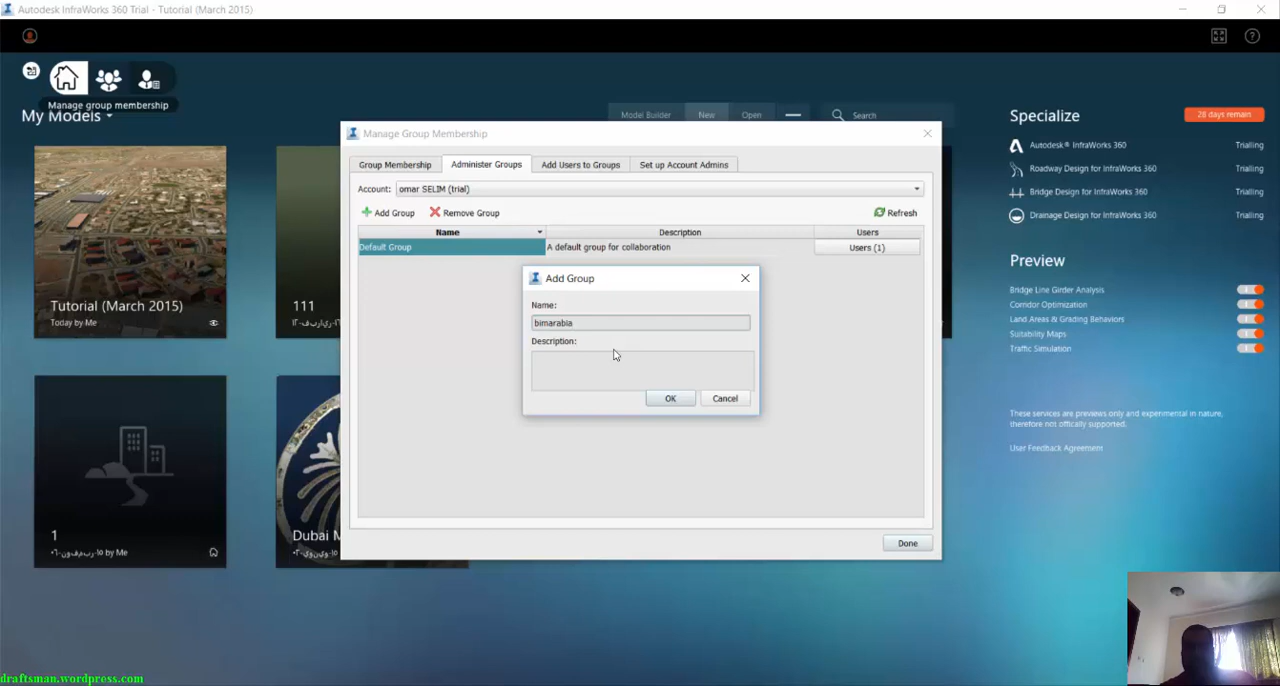 Autodesk InfraWorks 360 Trial - Tutorial (March 2015)
Manage group membership
My Models
Model Builder
New
Open
Search
Specialize
28 days remain
Autodesk® InfraWorks 360
Trialing
Roadway Design for InfraWorks 360
Trialing
Bridge Design for InfraWorks 360
Trialing
Drainage Design for InfraWorks 360
Trialing
Preview
Bridge Line Girder Analysis
Corridor Optimization
Land Areas & Grading Behaviors
Suitability Maps
Traffic Simulation
These services are previews only and experimental in nature,
therefore not offically supported.
User Feedback Agreement
Tutorial (March 2015)
Today by Me
111
1
by Me
Dubai
Manage Group Membership
Group Membership
Administer Groups
Add Users to Groups
Set up Account Admins
Account:
omar SELIM (trial)
Add Group
Remove Group
Refresh
Name
Description
Users
Default Group
A default group for collaboration
Users (1)
Add Group
Name:
bimarabia
Description:
OK
Cancel
Done
draftsman.wordpress.com